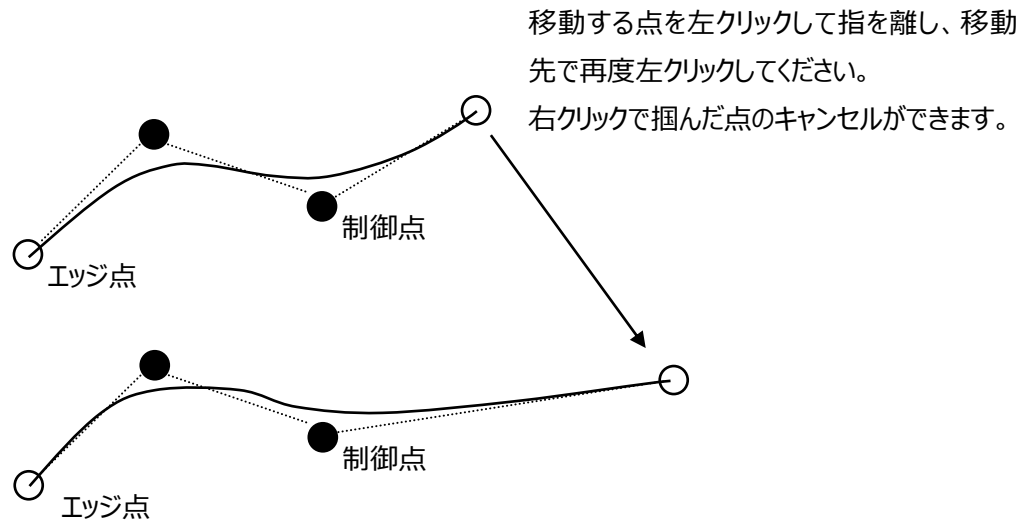 移動する点を左クリックして指を離し、移動
先で再度左クリックしてください。
右クリックで掴んだ点のキャンセルができます。
制御点
エッジ点
制御点
エッジ点